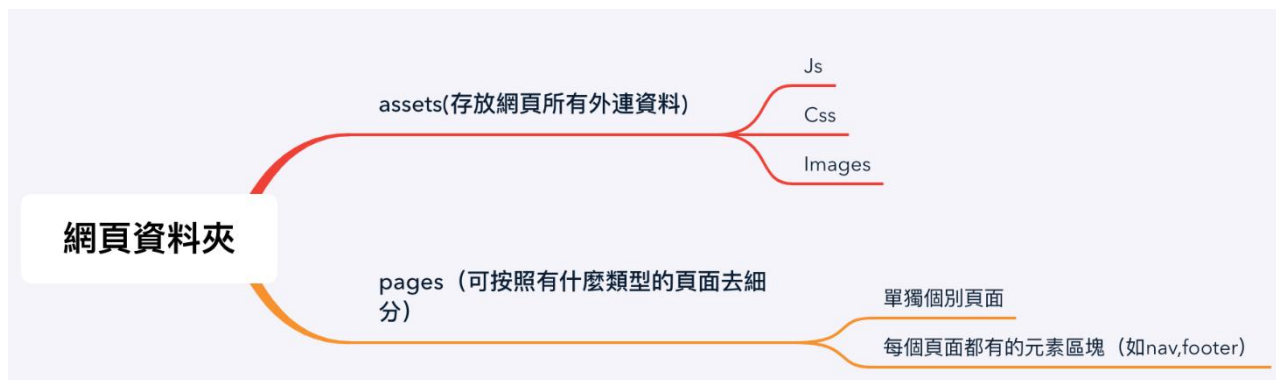 網頁資料夾
assets(存放網頁所有外連資料)
Js
Css
Images
pages（可按照有什麼類型的頁面去細
分）
單獨個別頁面
每個頁面都有的元素區塊（如nav,footer）